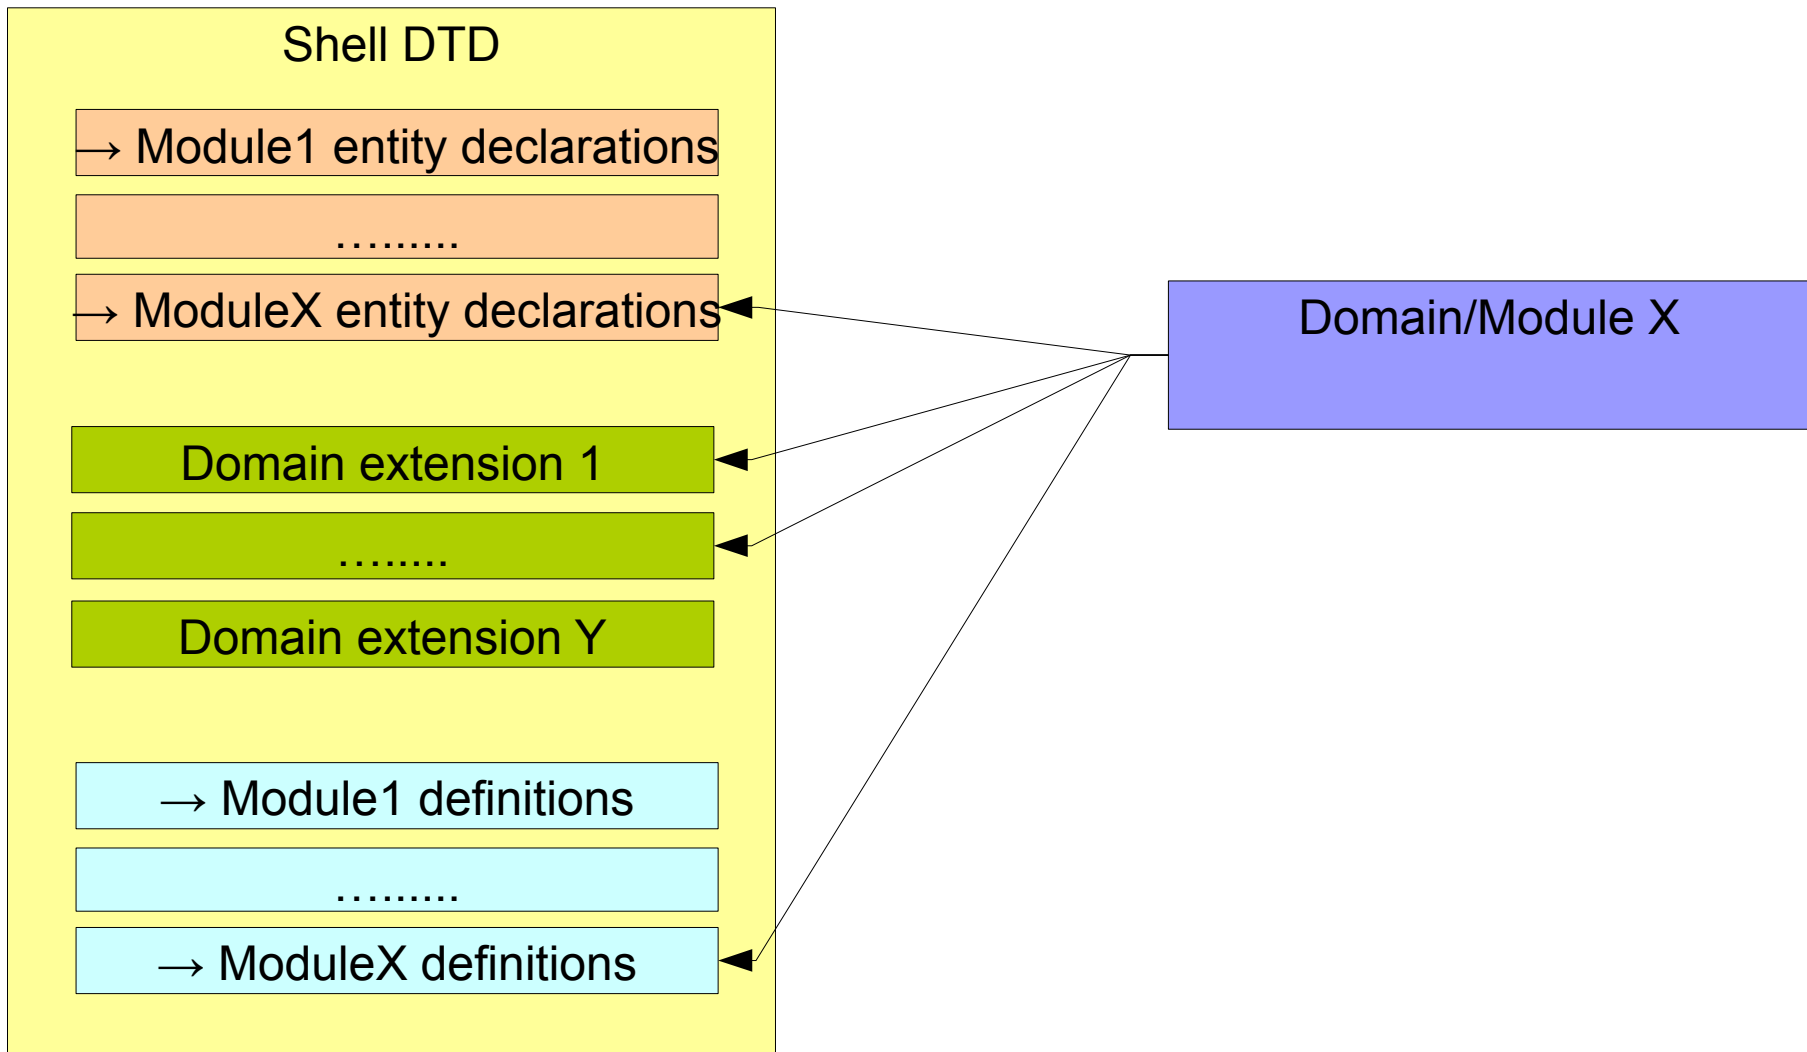 Shell DTD
→ Module1 entity declarations
…......
→ ModuleX entity declarations
Domain/Module X
Domain extension 1
….....
Domain extension Y
→ Module1 definitions
…......
→ ModuleX definitions